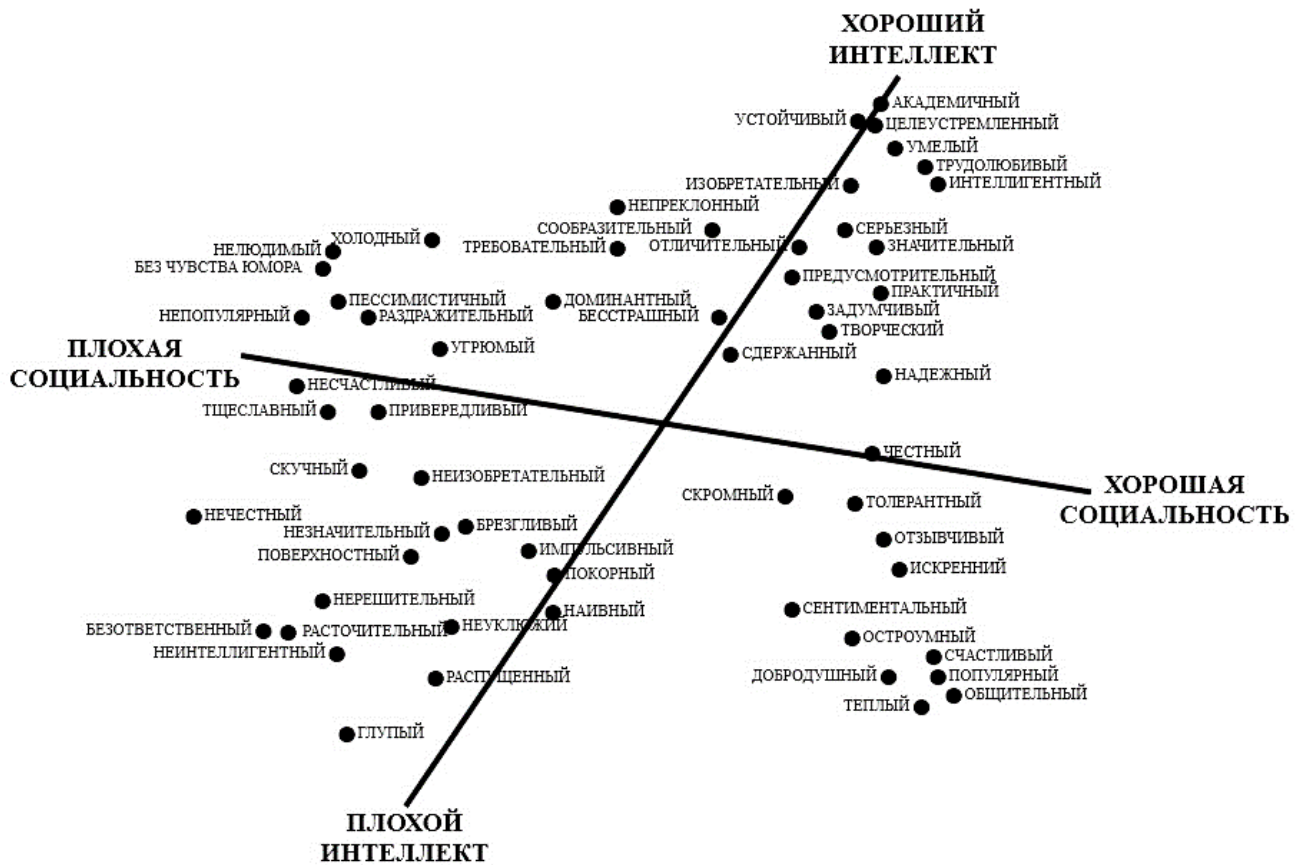 ХОРОШИЙ
ИНТЕЛЛЕКТ
АКАДЕМИЧНЫЙ
УСТОЙЧИВЫЙ
ЦЕЛЕУСТРЕМЛЕННЫЙ
УМЕЛЫЙ
ТРУДОЛЮБИВЫЙ
ИЗОБРЕТАТЕЛЬНЫЙ
ИНТЕЛЛИГЕНТНЫЙ
НЕПРЕКЛОННЫЙ
СООБРАЗИТЕЛЬНЫЙ
СЕРЬЕЗНЫЙ
ХОЛОДНЫЙ
НЕЛЮДИМЫЙ
ТРЕБОВАТЕЛЬНЫЙ
ОТЛИЧИТЕЛЬНЫЙ
ЗНАЧИТЕЛЬНЫЙ
БЕЗ ЧУВСТВА ЮМОРА
ПРЕДУСМОТРИТЕЛЬНЫЙ
ПРАКТИЧНЫЙ
ПЕССИМИСТИЧНЫЙ
ДОМИНАНТНЫЙ
ЗАДУМЧИВЫЙ
НЕПОПУЛЯРНЫЙ
РАЗДРАЖИТЕЛЬНЫЙ
БЕССТРАШНЫЙ
ТВОРЧЕСКИЙ
УГРЮМЫЙ
СДЕРЖАННЫЙ
ПЛОХАЯ
СОЦИАЛЬНОСТЬ
НАДЕЖНЫЙ
НЕСЧАСТЛИВЫЙ
ТЩЕСЛАВНЫЙ
ПРИВЕРЕДЛИВЫЙ
ЧЕСТНЫЙ
СКУЧНЫЙ
НЕИЗОБРЕТАТЕЛЬНЫЙ
ХОРОШАЯ
СОЦИАЛЬНОСТЬ
СКРОМНЫЙ
ТОЛЕРАНТНЫЙ
НЕЧЕСТНЫЙ
НЕЗНАЧИТЕЛЬНЫЙ
БРЕЗГЛИВЫЙ
ОТЗЫВЧИВЫЙ
ПОВЕРХНОСТНЫЙ
ИМПУЛЬСИВНЫЙ
ПОКОРНЫЙ
ИСКРЕННИЙ
НЕРЕШИТЕЛЬНЫЙ
НАИВНЫЙ
СЕНТИМЕНТАЛЬНЫЙ
БЕЗОТВЕТСТВЕННЫЙ
РАСТОЧИТЕЛЬНЫЙ
НЕУКЛЮЖИЙ
ОСТРОУМНЫЙ
НЕИНТЕЛЛИГЕНТНЫЙ
СЧАСТЛИВЫЙ
РАСПУЩЕННЫЙ
ДОБРОДУШНЫЙ
ПОПУЛЯРНЫЙ
ОБЩИТЕЛЬНЫЙ
ТЕПЛЫЙ
ГЛУПЫЙ
ПЛОХОЙ
ИНТЕЛЛЕКТ